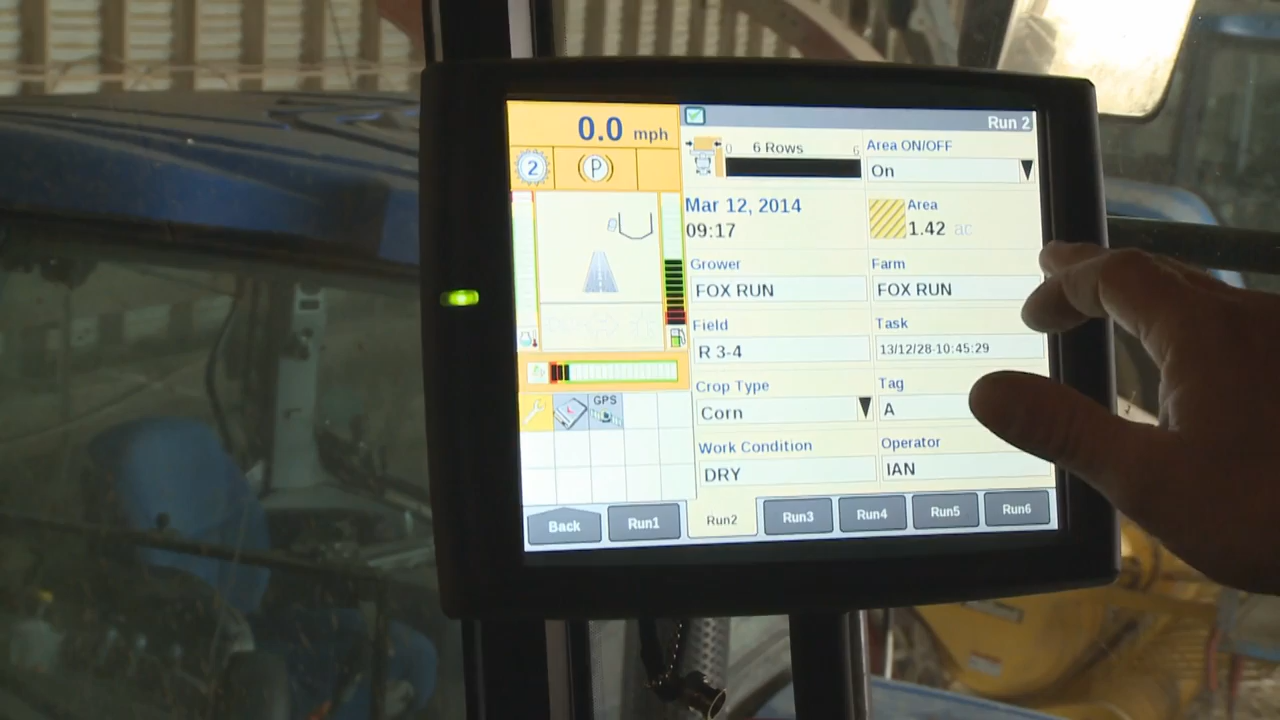 0.0 mph
2
P
Run 2
0 6 Rows 6
Area ON/OFF
On
Mar 12, 2014
09:17
Area
1.42 ac
Grower
FOX RUN
Farm
FOX RUN
Field
R 3-4
Task
13/12/28-10:45:29
Crop Type
Corn
Tag
A
Work Condition
DRY
Operator
IAN
GPS
Back
Run1
Run2
Run3
Run4
Run5
Run6